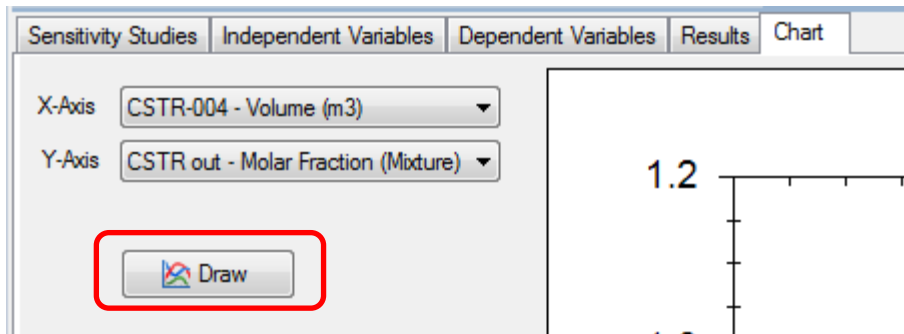 Sensitivity Studies Independent Variables Dependent Variables Results Chart
X-Axis CSTR-004 - Volume (m3)
Y-Axis CSTR out - Molar Fraction (Mixture)
1.2
Draw